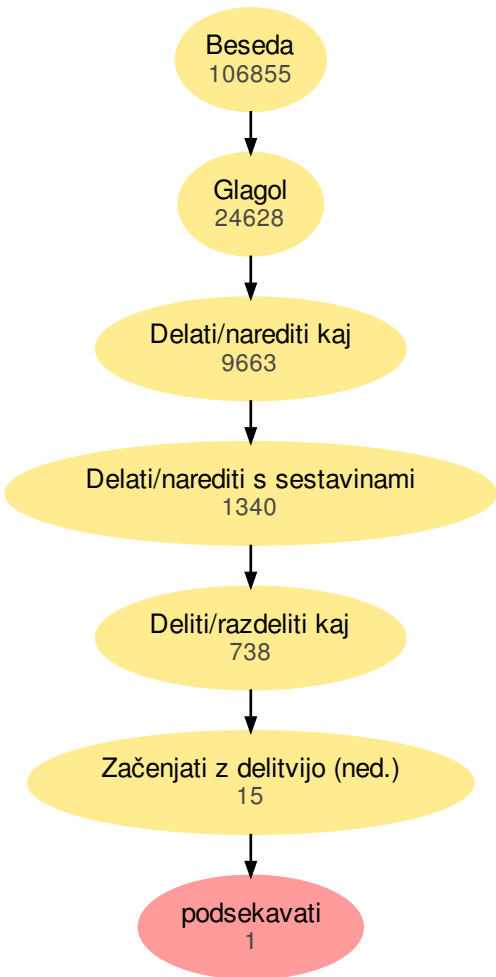 Beseda
106855
Glagol
24628
Delati/narediti kaj
9663
Delati/narediti s sestavinami
1340
Deliti/razdeliti kaj
738
Začenjati z delitvijo (ned.)
15
podsekavati
1